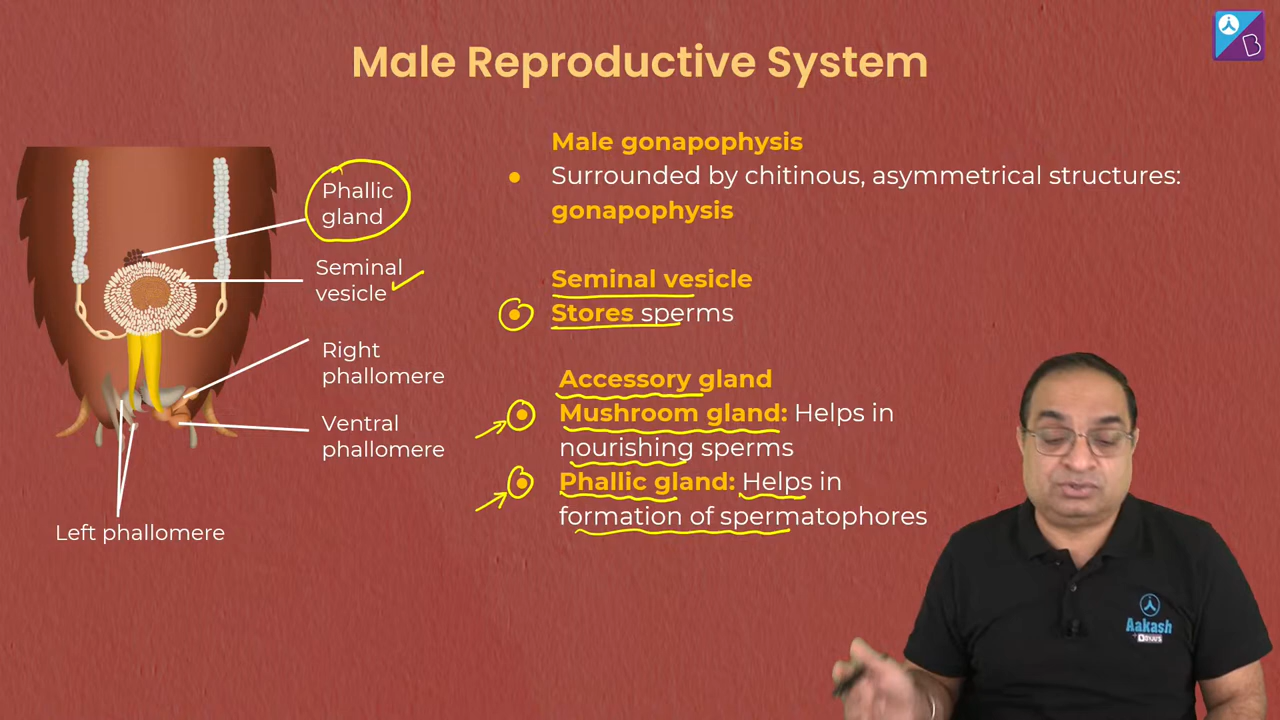 Male Reproductive System
Phallic
gland
Seminal
vesicle
Right
phallomere
Ventral
phallomere
Left phallomere
Male gonapophysis
Surrounded by chitinous, asymmetrical structures:
gonapophysis
Seminal vesicle
Stores sperms
Accessory gland
Mushroom gland: Helps in
nourishing sperms
Phallic gland: Helps in
formation of spermatophores
B
Aakash
+ BYJU'S